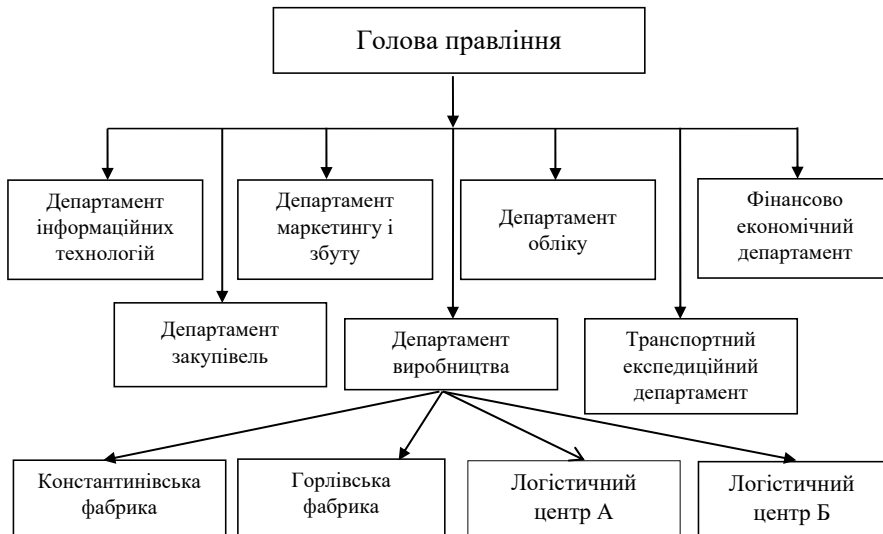 Голова правління
Департамент
інформаційних
технологій
Департамент
маркетингу і
збуту
Департамент
обліку
Фінансово
економічний
департамент
Департамент
закупівель
Департамент
виробництва
Транспортний
експедиційний
департамент
Константинівська
фабрика
Горлівська
фабрика
Логістичний
центр А
Логістичний
центр Б